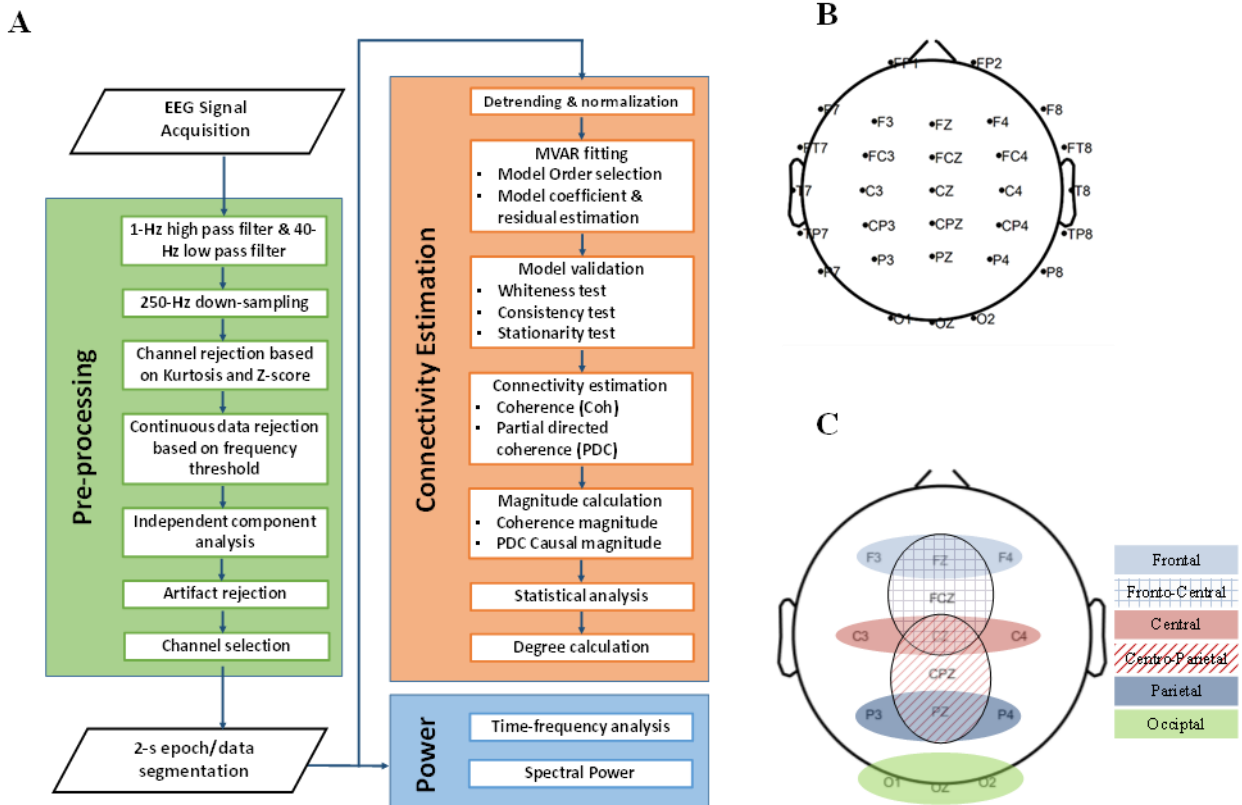 A
EEG Signal
Acquisition
Pre-processing
1-Hz high pass filter & 40-
Hz low pass filter
250-Hz down-sampling
Channel rejection based
on Kurtosis and Z-score
Continuous data rejection
based on frequency
threshold
Independent component
analysis
Artifact rejection
Channel selection
2-s epoch/data
segmentation
Connectivity Estimation
Detrending & normalization
MVAR fitting
▪ Model Order selection
▪ Model coefficient &
residual estimation
Model validation
▪ Whiteness test
▪ Consistency test
▪ Stationarity test
Connectivity estimation
▪ Coherence (Coh)
▪ Partial directed
coherence (PDC)
Magnitude calculation
▪ Coherence magnitude
▪ PDC Causal magnitude
Statistical analysis
Degree calculation
Power
Time-frequency analysis
Spectral Power
B
FP1 FP2
F7 F3 FZ F4 F8
FT7 FC3 FCZ FC4 FT8
T7 C3 CZ C4 T8
TP7 CP3 CPZ CP4 TP8
P7 P3 PZ P4 P8
O1 OZ O2
C
F3 FZ F4
FCZ
C3 CZ C4
CPZ
P3 PZ P4
O1 OZ O2
Frontal
Fronto-Central
Central
Centro-Parietal
Parietal
Occiptal